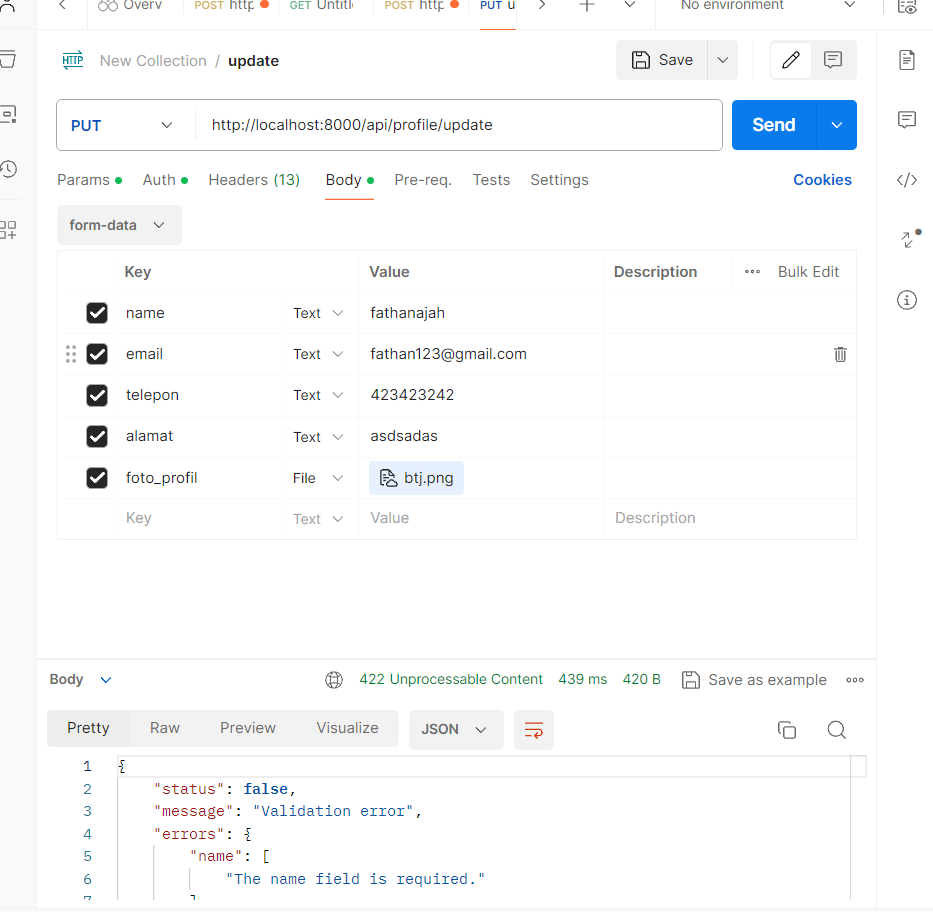 Overv POST http GET Untitl POST http PUT u No environment
HTTP New Collection / update Save
PUT http://localhost:8000/api/profile/update Send
Params Auth Headers (13) Body Pre-req. Tests Settings Cookies
form-data
Key Value Description Bulk Edit
name Text fathanajah
email Text fathan123@gmail.com
telepon Text 423423242
alamat Text asdsadas
foto_profil File btj.png
Key Text Value Description
Body 422 Unprocessable Content 439 ms 420 B Save as example
Pretty Raw Preview Visualize JSON
1 {
2 "status": false,
3 "message": "Validation error",
4 "errors": {
5 "name": [
6 "The name field is required."
7 ]